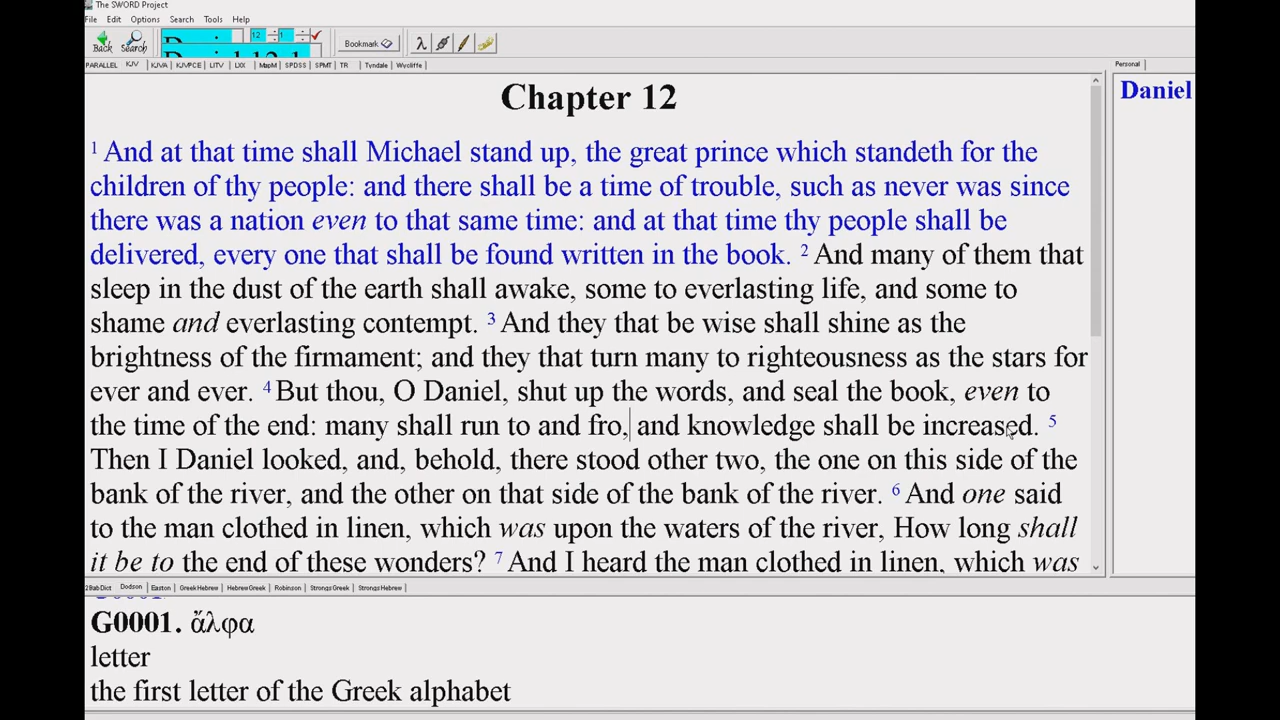 The SWORD Project
File Edit Options Search Tools Help
Back Search 12 1 Bookmark λ
PARALLEL KJV KJVA KJVPCE LITV LXX MapM SPDSS SPMT TR Tyndale Wycliffe
Personal
Daniel
Chapter 12
1 And at that time shall Michael stand up, the great prince which standeth for the
children of thy people: and there shall be a time of trouble, such as never was since
there was a nation even to that same time: and at that time thy people shall be
delivered, every one that shall be found written in the book. 2 And many of them that
sleep in the dust of the earth shall awake, some to everlasting life, and some to
shame and everlasting contempt. 3 And they that be wise shall shine as the
brightness of the firmament; and they that turn many to righteousness as the stars for
ever and ever. 4 But thou, O Daniel, shut up the words, and seal the book, even to
the time of the end: many shall run to and fro, and knowledge shall be increased. 5
Then I Daniel looked, and, behold, there stood other two, the one on this side of the
bank of the river, and the other on that side of the bank of the river. 6 And one said
to the man clothed in linen, which was upon the waters of the river, How long shall
it be to the end of these wonders? 7 And I heard the man clothed in linen, which was
2BabDict Dodson Easton GreekHebrew HebrewGreek Robinson StrongsGreek StrongsHebrew
G0001. ἄλφα
letter
the first letter of the Greek alphabet